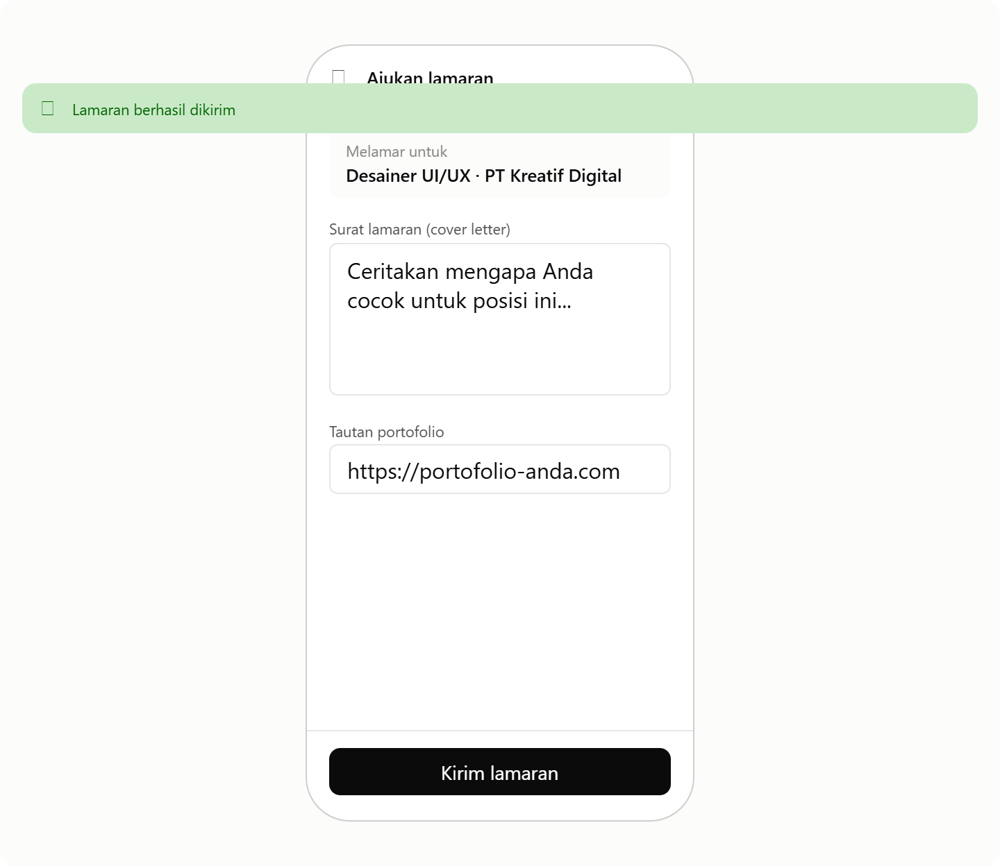 Ajukan lamaran
Lamaran berhasil dikirim
Melamar untuk
Desainer UI/UX · PT Kreatif Digital
Surat lamaran (cover letter)
Ceritakan mengapa Anda
cocok untuk posisi ini...
Tautan portofolio
https://portofolio-anda.com
Kirim lamaran